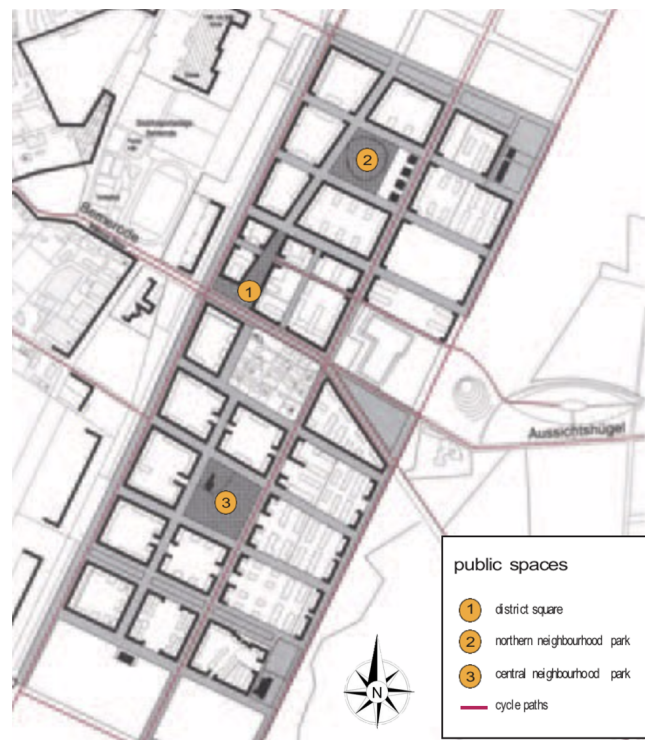 2
Bemerode
1
Aussichtshügel
3
public spaces
1 district square
2 northern neighbourhood park
3 central neighbourhood park
cycle paths
N